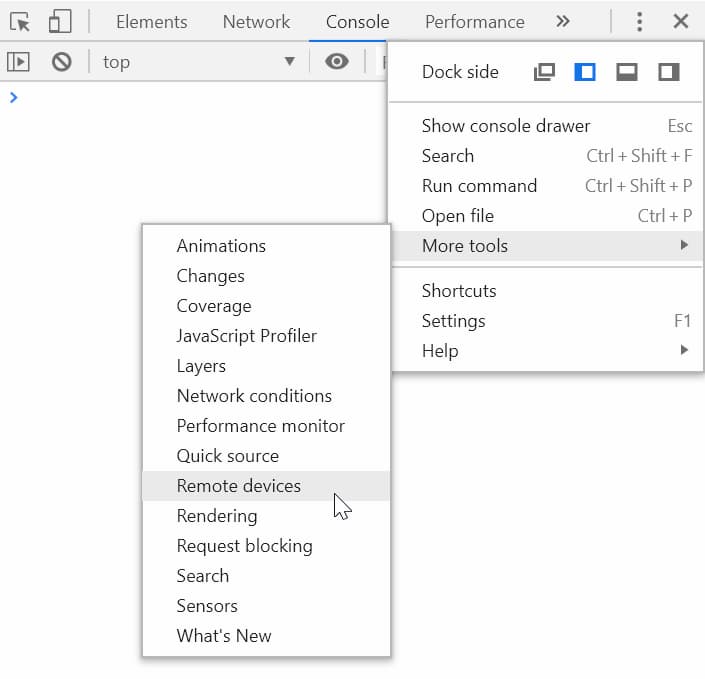 Elements Network Console Performance »
top
Dock side
Show console drawer Esc
Search Ctrl + Shift + F
Run command Ctrl + Shift + P
Open file Ctrl + P
More tools
Shortcuts
Settings F1
Help
Animations
Changes
Coverage
JavaScript Profiler
Layers
Network conditions
Performance monitor
Quick source
Remote devices
Rendering
Request blocking
Search
Sensors
What's New